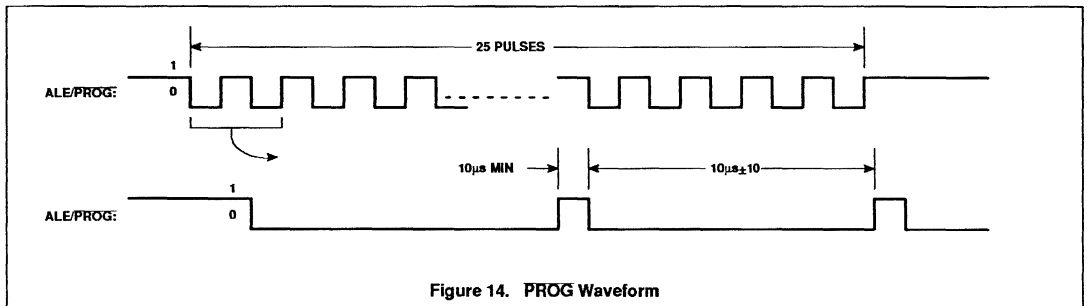 25 PULSES
1
ALE/PROG:
0
10μs MIN
10μs±10
1
ALE/PROG:
0
Figure 14. PROG Waveform